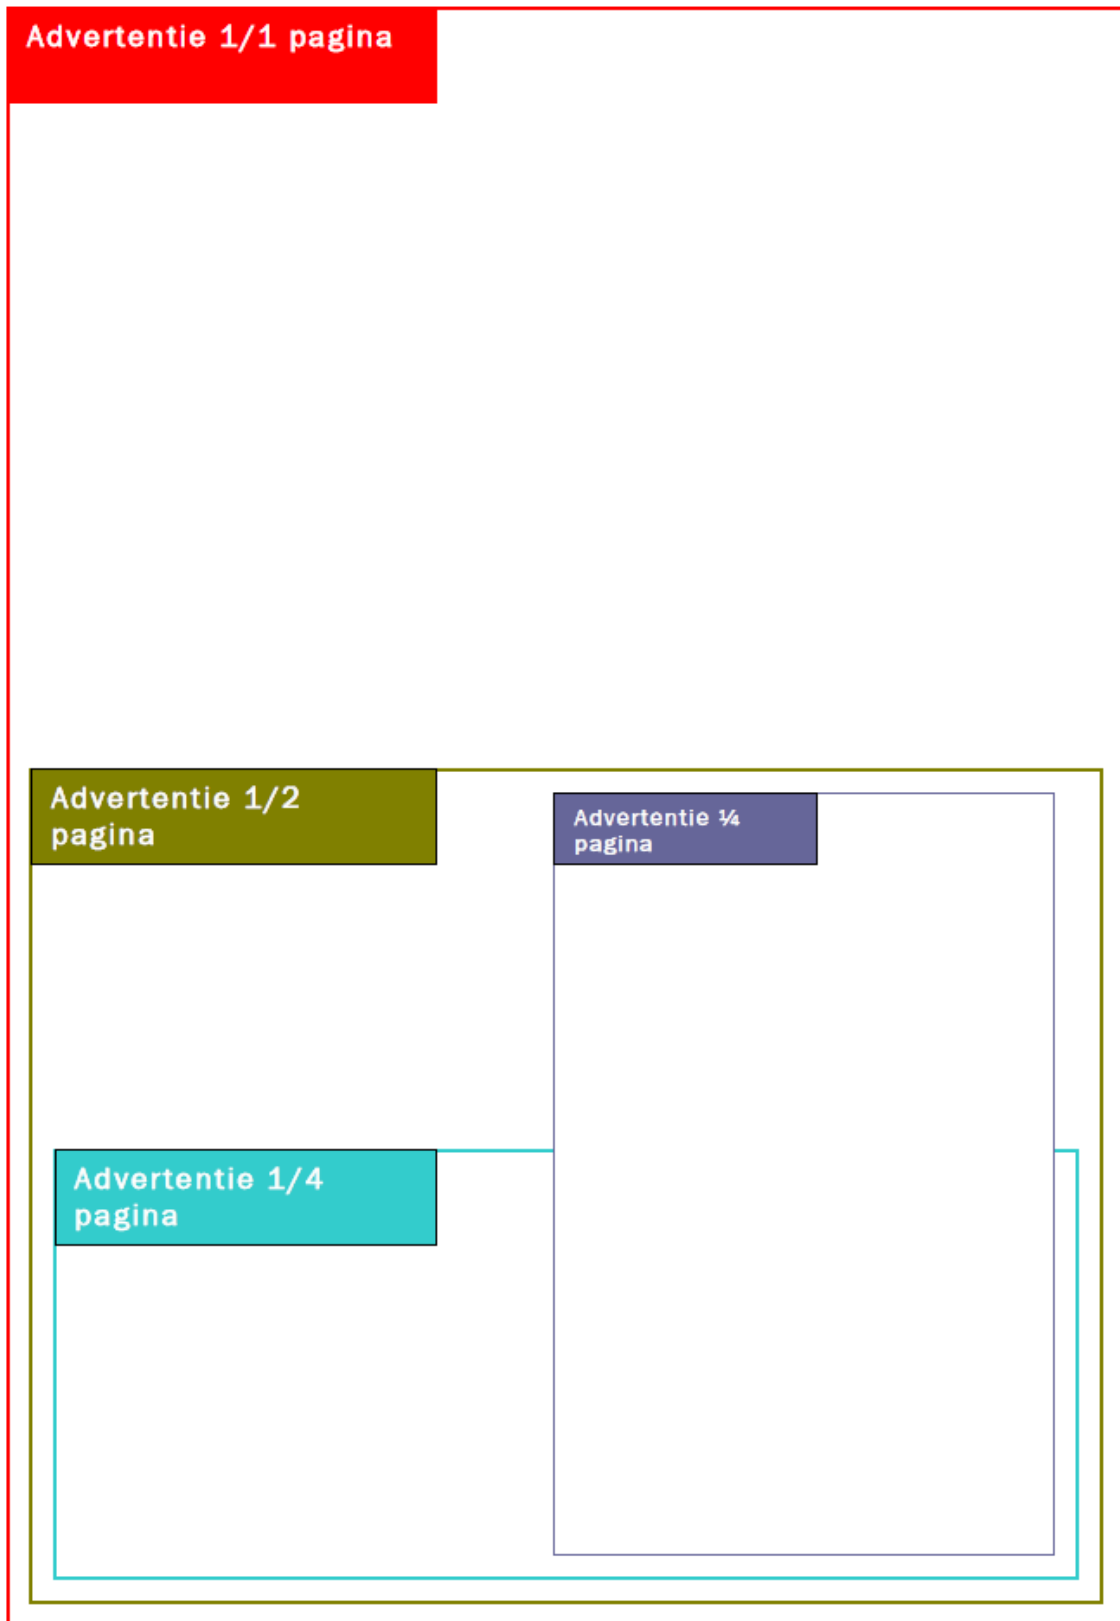 Advertentie 1/1 pagina
Advertentie 1/2
pagina
Advertentie ¼
pagina
Advertentie 1/4
pagina